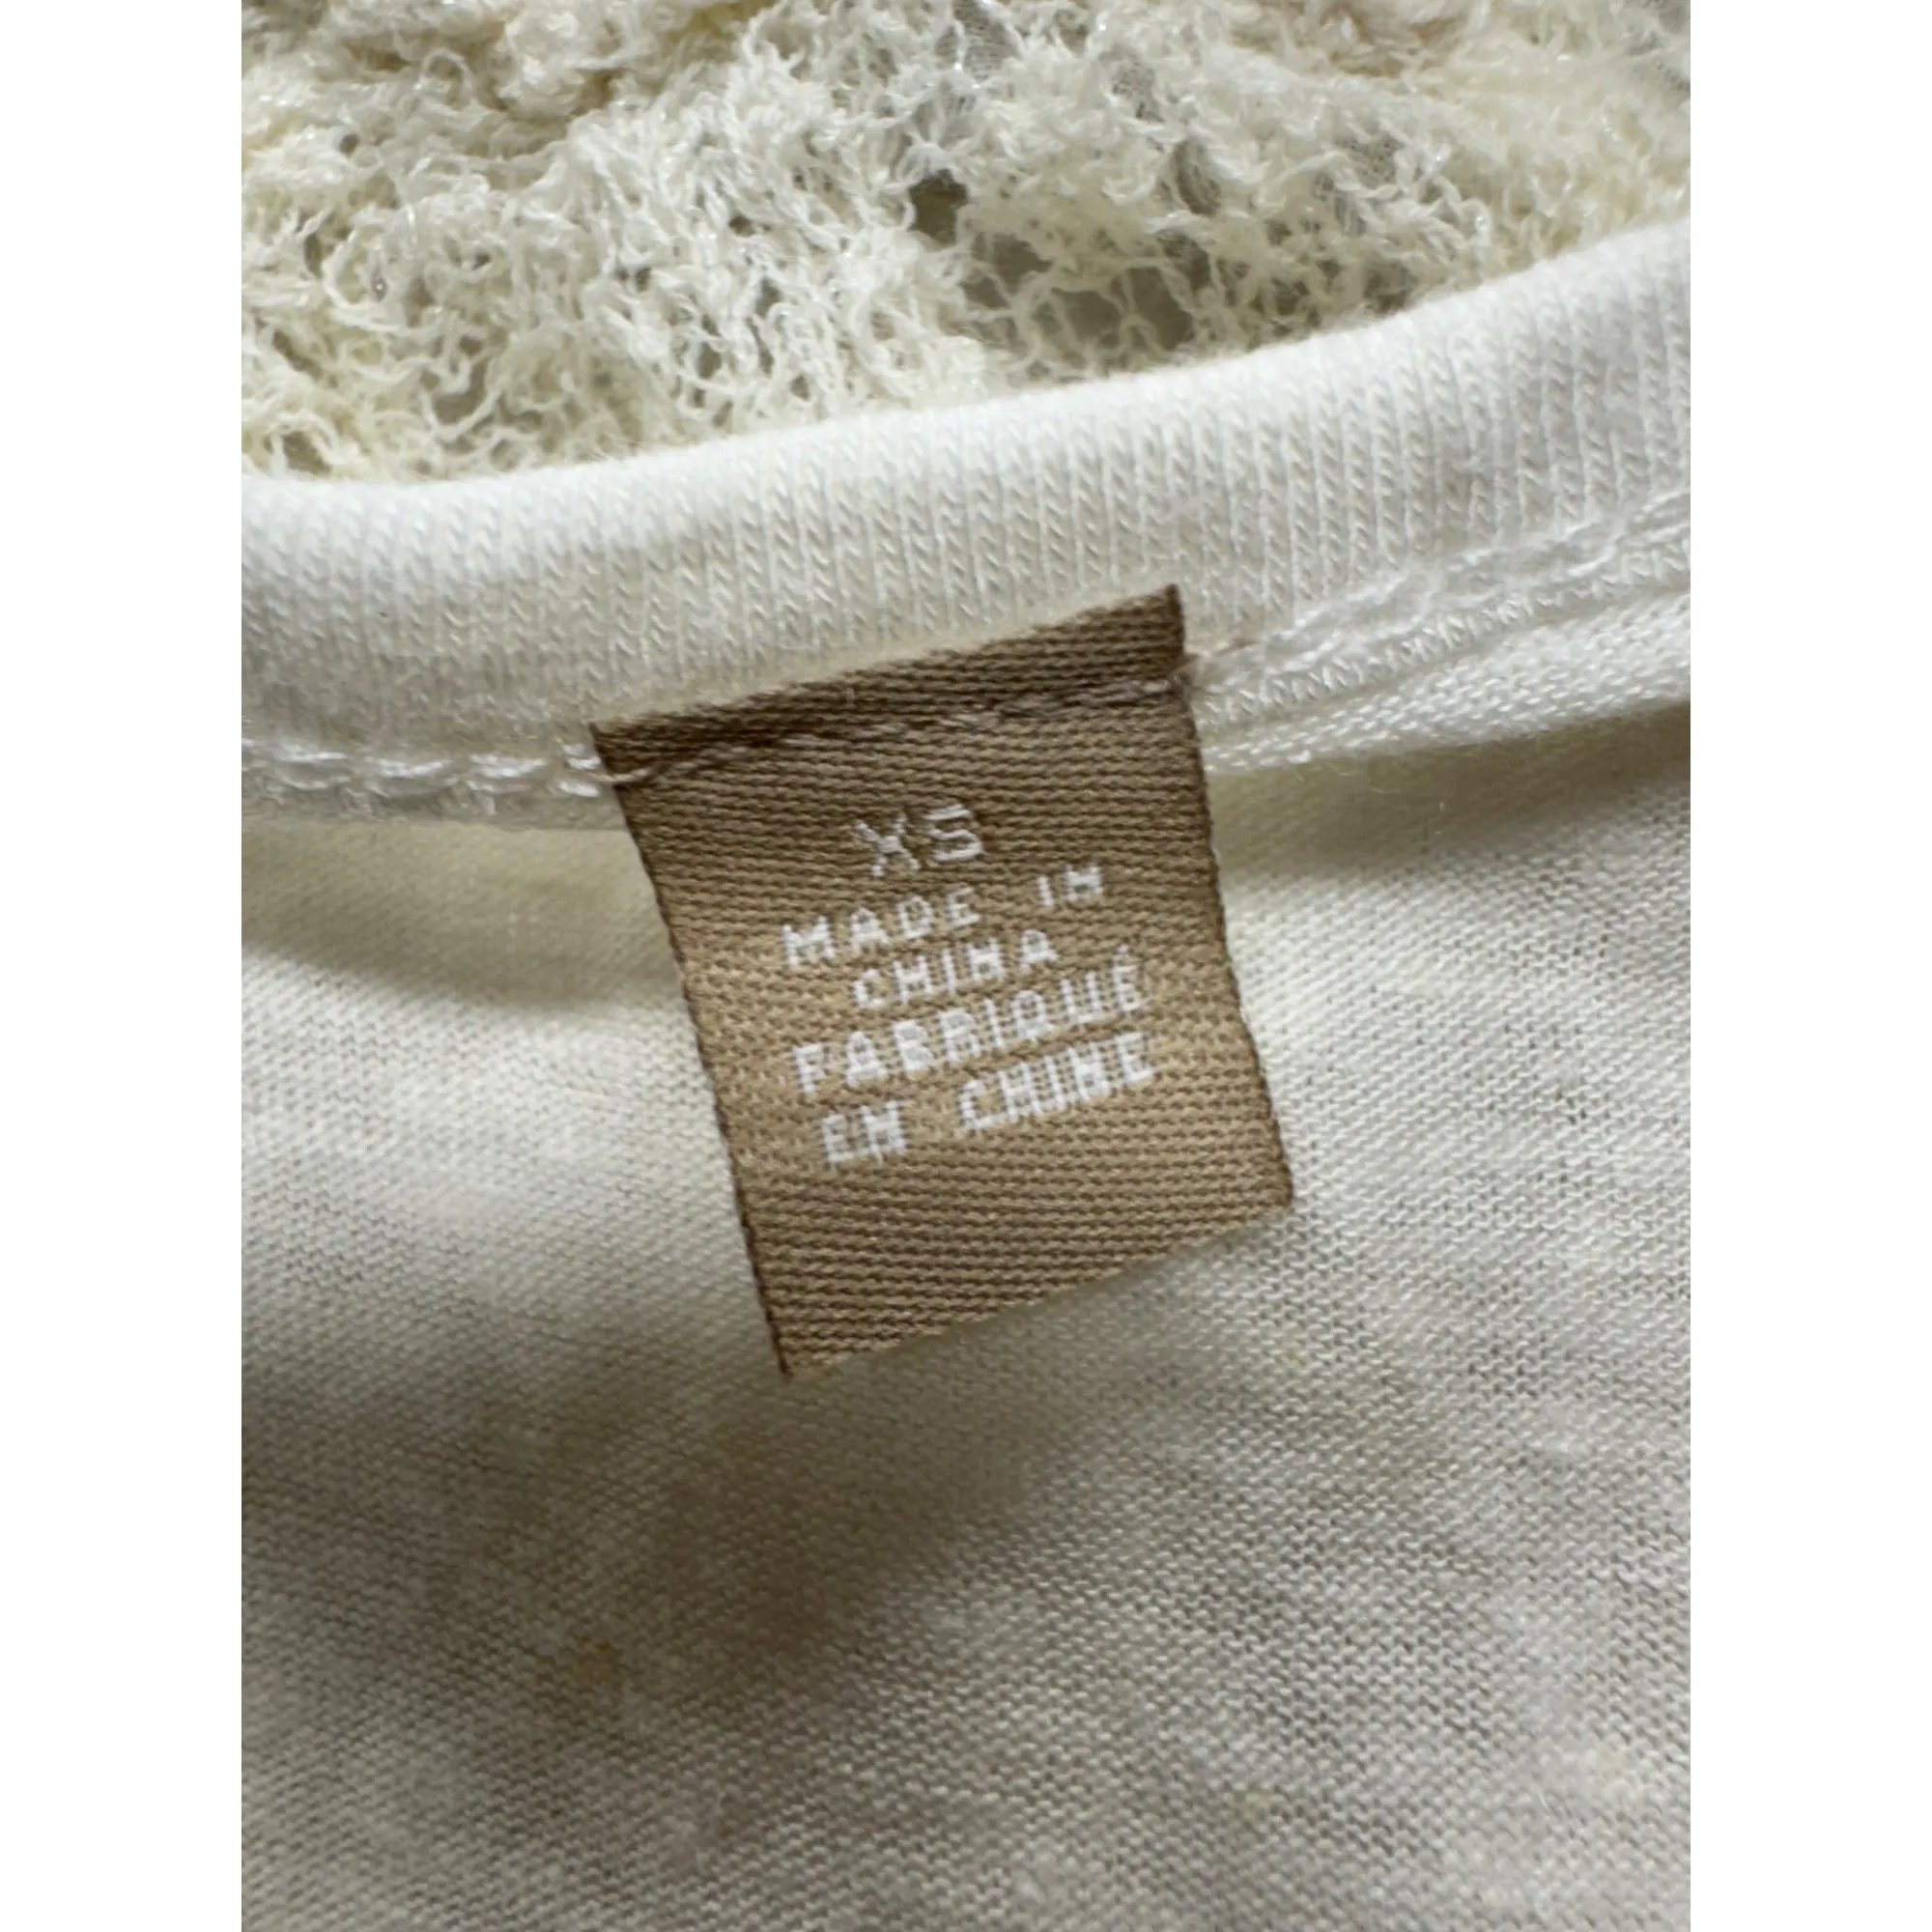 XS
MADE IN
CHINA
FABRIQUÉ
EN CHINE